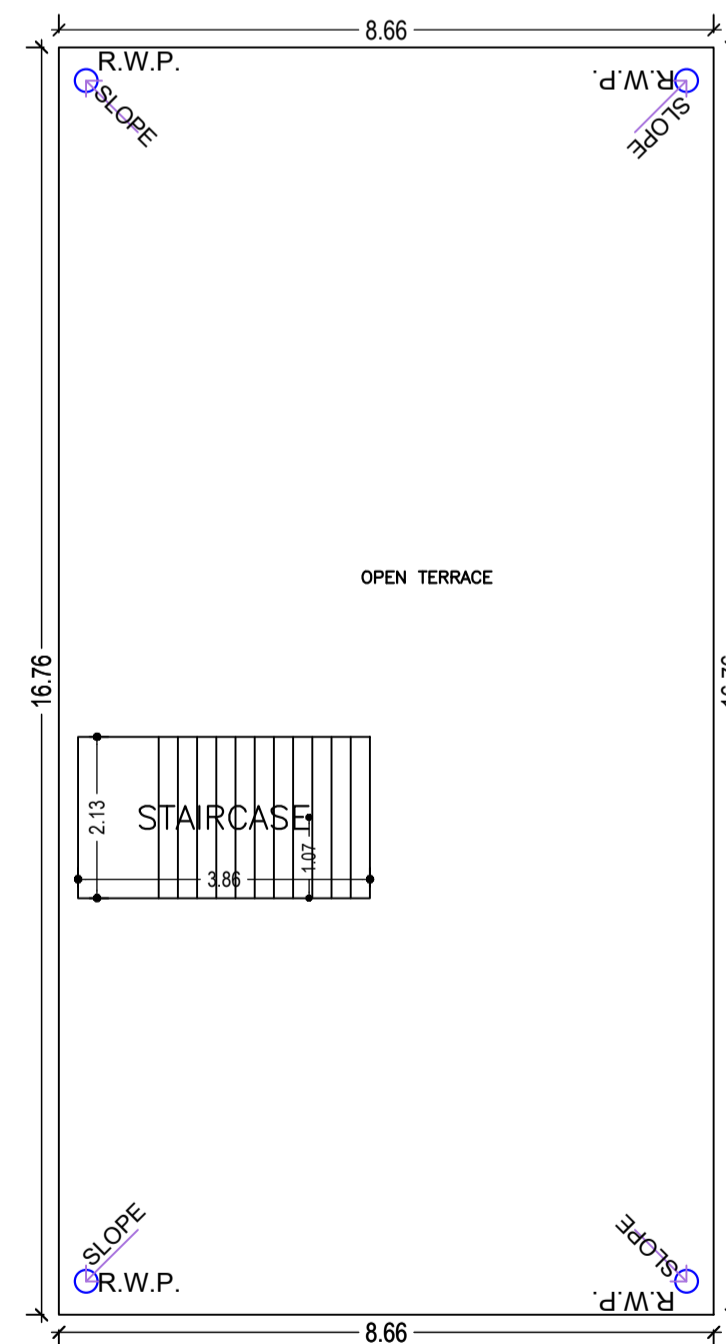 8.66
R.W.P.
R.W.P.
SLOPE
SLOPE
OPEN TERRACE
16.76
2.13
STAIRCASE
1.07
3.86
SLOPE
SLOPE
R.W.P.
R.W.P.
8.66